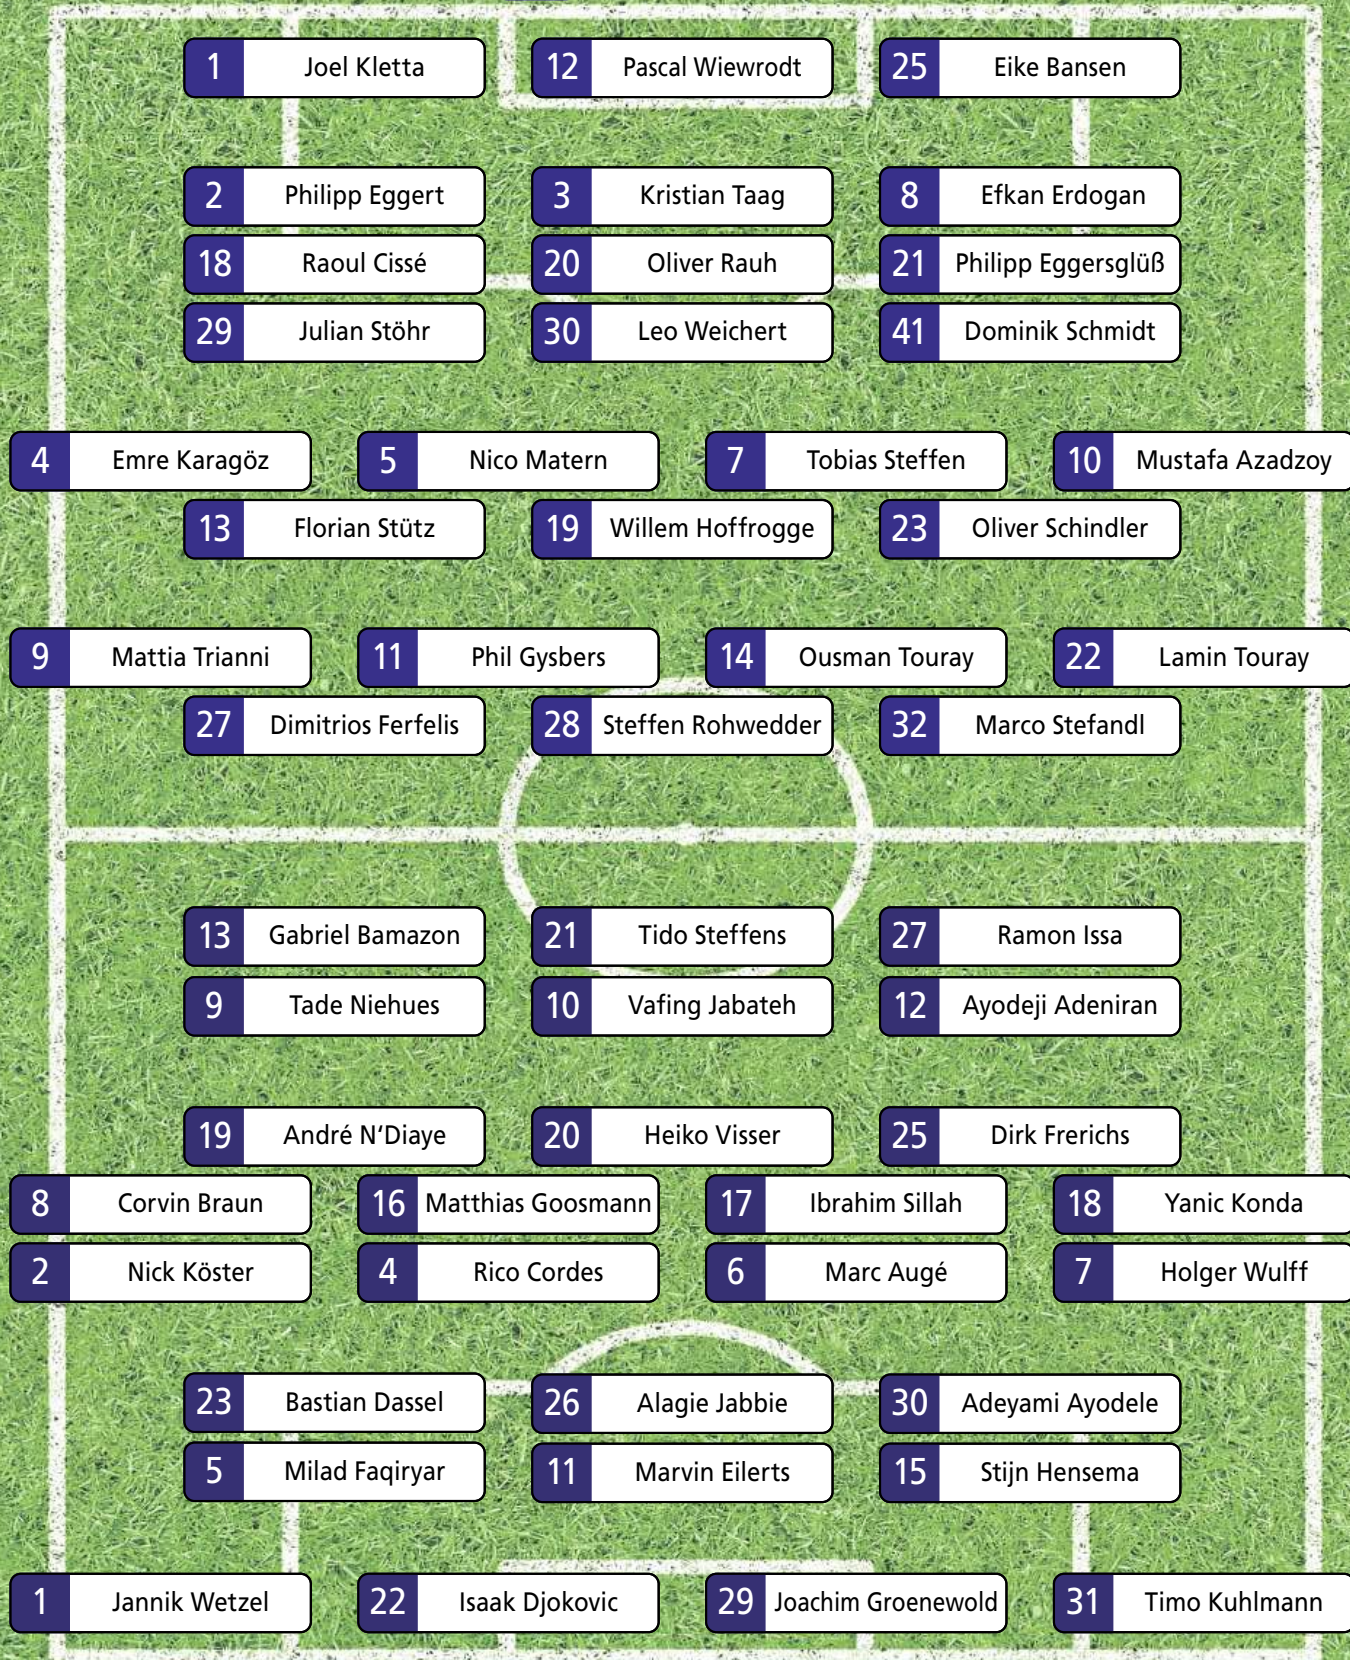 1 Joel Kletta 12 Pascal Wiewrodt 25 Eike Bansen
2 Philipp Eggert 3 Kristian Taag 8 Efkan Erdogan
18 Raoul Cissé 20 Oliver Rauh 21 Philipp Eggersglüß
29 Julian Stöhr 30 Leo Weichert 41 Dominik Schmidt
4 Emre Karagöz 5 Nico Matern 7 Tobias Steffen 10 Mustafa Azadzoy
13 Florian Stütz 19 Willem Hoffrogge 23 Oliver Schindler
9 Mattia Trianni 11 Phil Gysbers 14 Ousman Touray 22 Lamin Touray
27 Dimitrios Ferfelis 28 Steffen Rohwedder 32 Marco Stefandl
13 Gabriel Bamazon 21 Tido Steffens 27 Ramon Issa
9 Tade Niehues 10 Vafing Jabateh 12 Ayodeji Adeniran
19 André N‘Diaye 20 Heiko Visser 25 Dirk Frerichs
8 Corvin Braun 16 Matthias Goosmann 17 Ibrahim Sillah 18 Yanic Konda
2 Nick Köster 4 Rico Cordes 6 Marc Augé 7 Holger Wulff
23 Bastian Dassel 26 Alagie Jabbie 30 Adeyami Ayodele
5 Milad Faqiryar 11 Marvin Eilerts 15 Stijn Hensema
1 Jannik Wetzel 22 Isaak Djokovic 29 Joachim Groenewold 31 Timo Kuhlmann